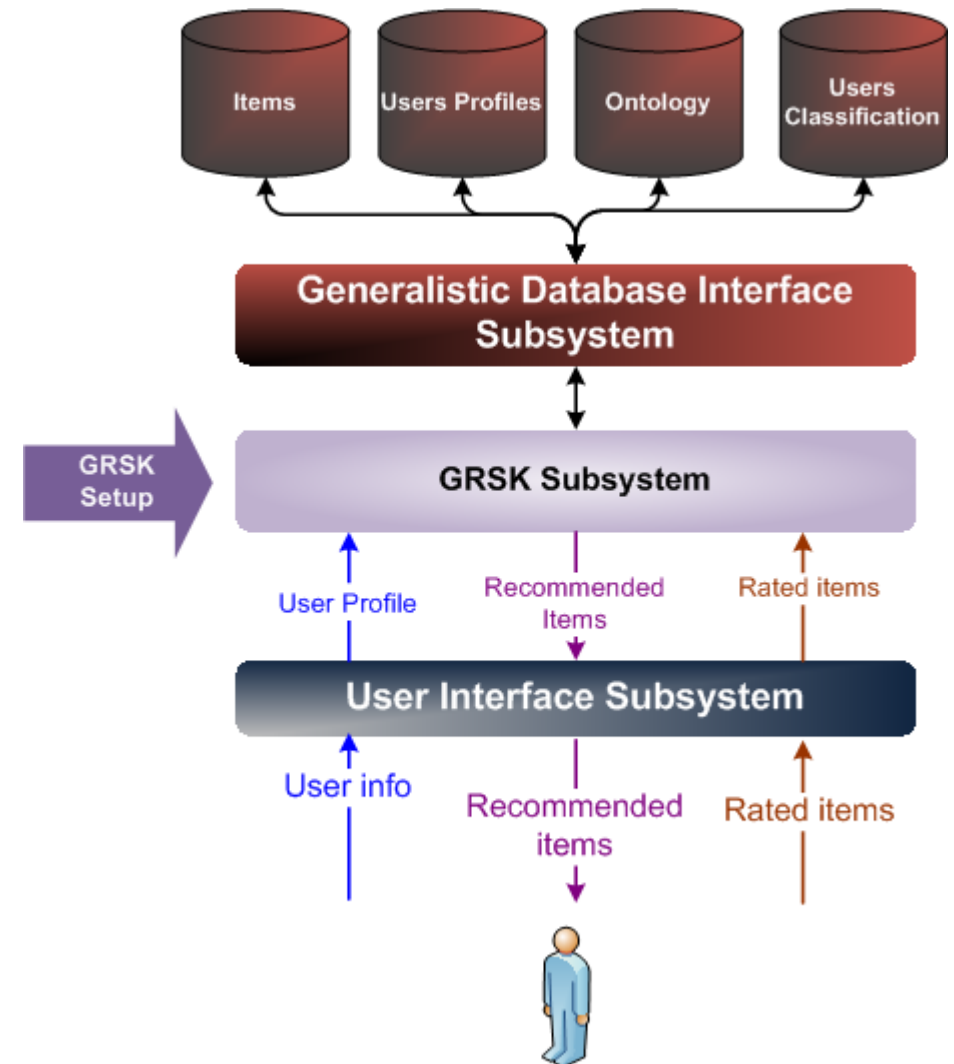 Items
Users Profiles
Ontology
Users
Classification
Generalistic Database Interface
Subsystem
GRSK
Setup
GRSK Subsystem
User Profile
Recommended
Items
Rated items
User Interface Subsystem
User info
Recommended
items
Rated items